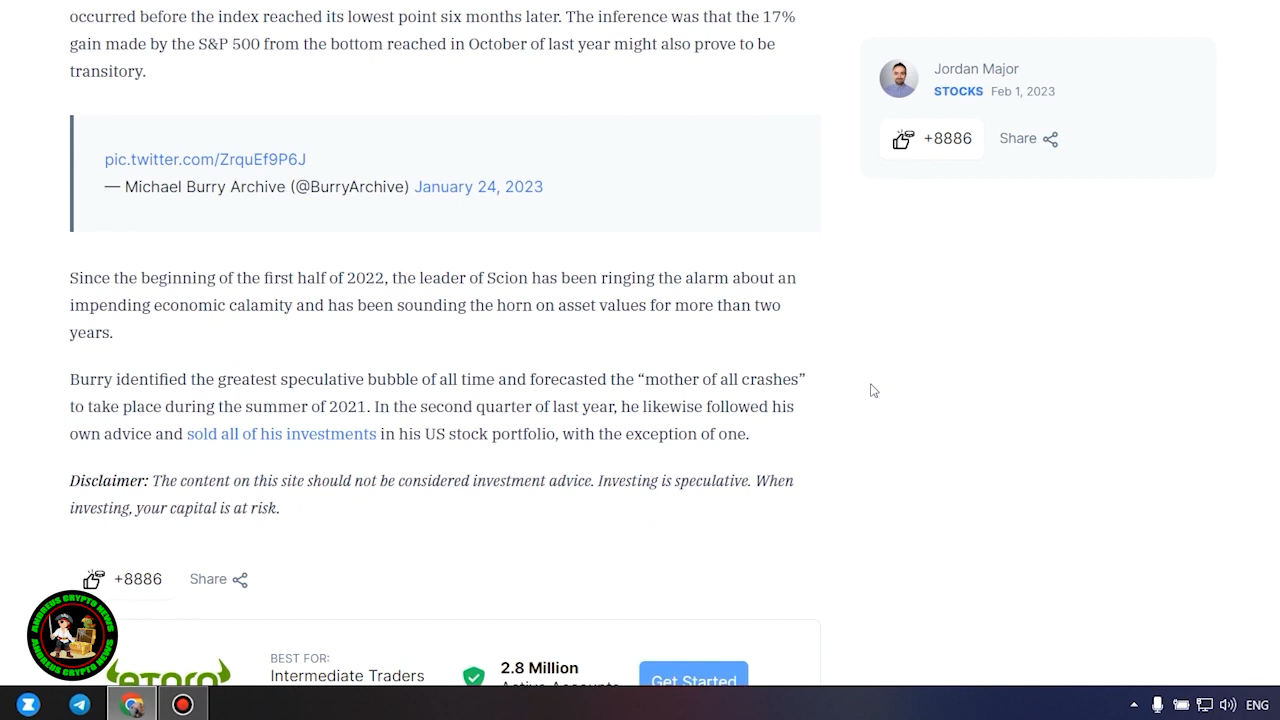 occurred before the index reached its lowest point six months later. The inference was that the 17%
gain made by the S&P 500 from the bottom reached in October of last year might also prove to be
transitory.
Jordan Major
STOCKS Feb 1, 2023
+8886 Share
pic.twitter.com/ZrquEf9P6J
— Michael Burry Archive (@BurryArchive) January 24, 2023
Since the beginning of the first half of 2022, the leader of Scion has been ringing the alarm about an
impending economic calamity and has been sounding the horn on asset values for more than two
years.
Burry identified the greatest speculative bubble of all time and forecasted the “mother of all crashes”
to take place during the summer of 2021. In the second quarter of last year, he likewise followed his
own advice and sold all of his investments in his US stock portfolio, with the exception of one.
Disclaimer: The content on this site should not be considered investment advice. Investing is speculative. When
investing, your capital is at risk.
+8886 Share
ANDREUS CRYPTO NEWS
ANDREUS CRYPTO NEWS
etoro
BEST FOR:
Intermediate Traders
2.8 Million
Active Accounts
Get Started
ENG